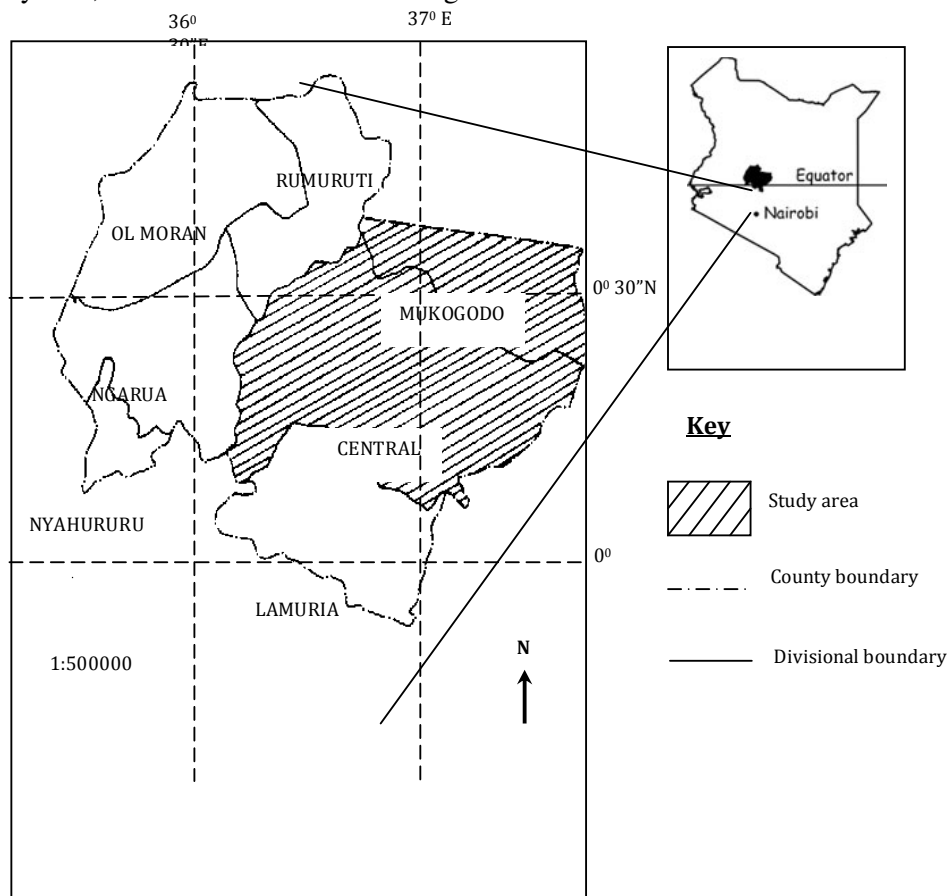 36⁰
30"E
37⁰ E
RUMURUTI
OL MORAN
MUKOGODO
NGARUA
CENTRAL
NYAHURURU
LAMURIA
0⁰ 30"N
0⁰
1:500000
N
Equator
Nairobi
Key
Study area
County boundary
Divisional boundary